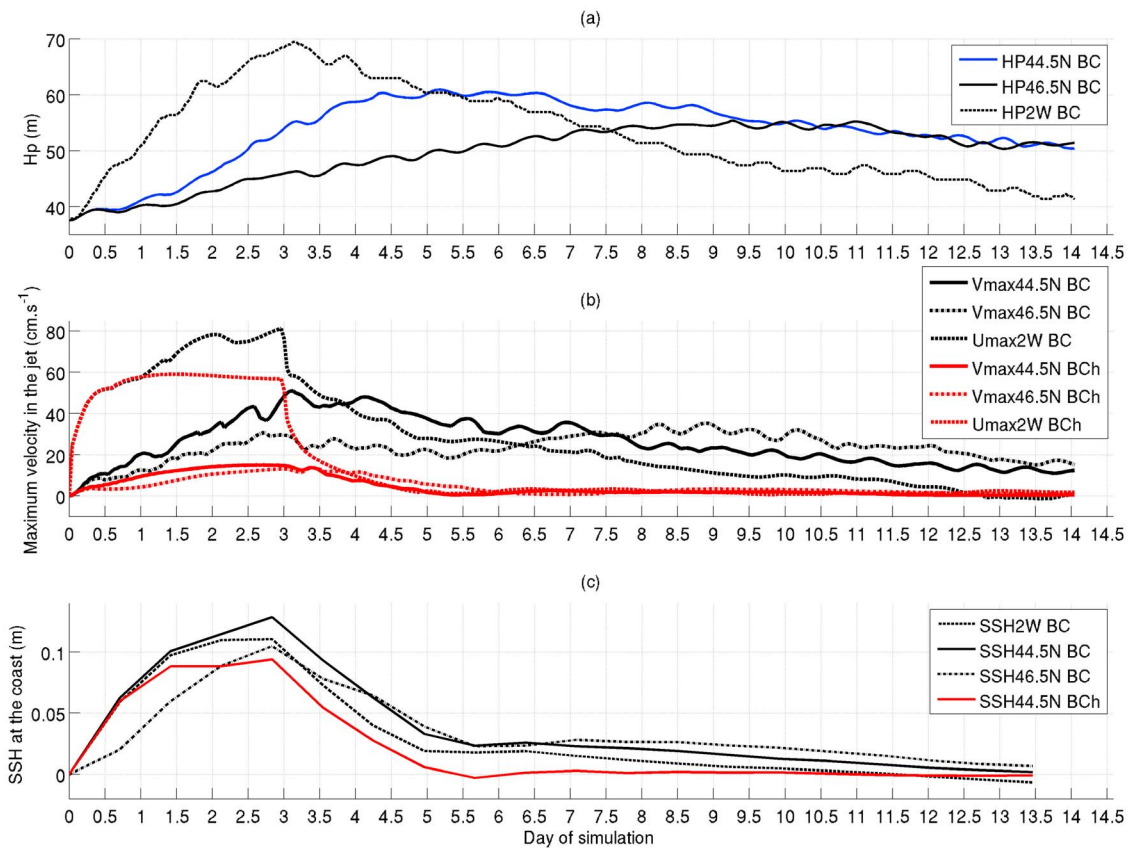 (a)
Hp (m)
70
60
50
40
HP44.5N BC
HP46.5N BC
HP2W BC
0 0.5 1 1.5 2 2.5 3 3.5 4 4.5 5 5.5 6 6.5 7 7.5 8 8.5 9 9.5 10 10.5 11 11.5 12 12.5 13 13.5 14 14.5
(b)
Maximum velocity in the jet (cm.s-1)
80
60
40
20
0
Vmax44.5N BC
Vmax46.5N BC
Umax2W BC
Vmax44.5N BCh
Vmax46.5N BCh
Umax2W BCh
0 0.5 1 1.5 2 2.5 3 3.5 4 4.5 5 5.5 6 6.5 7 7.5 8 8.5 9 9.5 10 10.5 11 11.5 12 12.5 13 13.5 14 14.5
(c)
SSH at the coast (m)
0.1
0.05
0
SSH2W BC
SSH44.5N BC
SSH46.5N BC
SSH44.5N BCh
0 0.5 1 1.5 2 2.5 3 3.5 4 4.5 5 5.5 6 6.5 7 7.5 8 8.5 9 9.5 10 10.5 11 11.5 12 12.5 13 13.5 14 14.5
Day of simulation